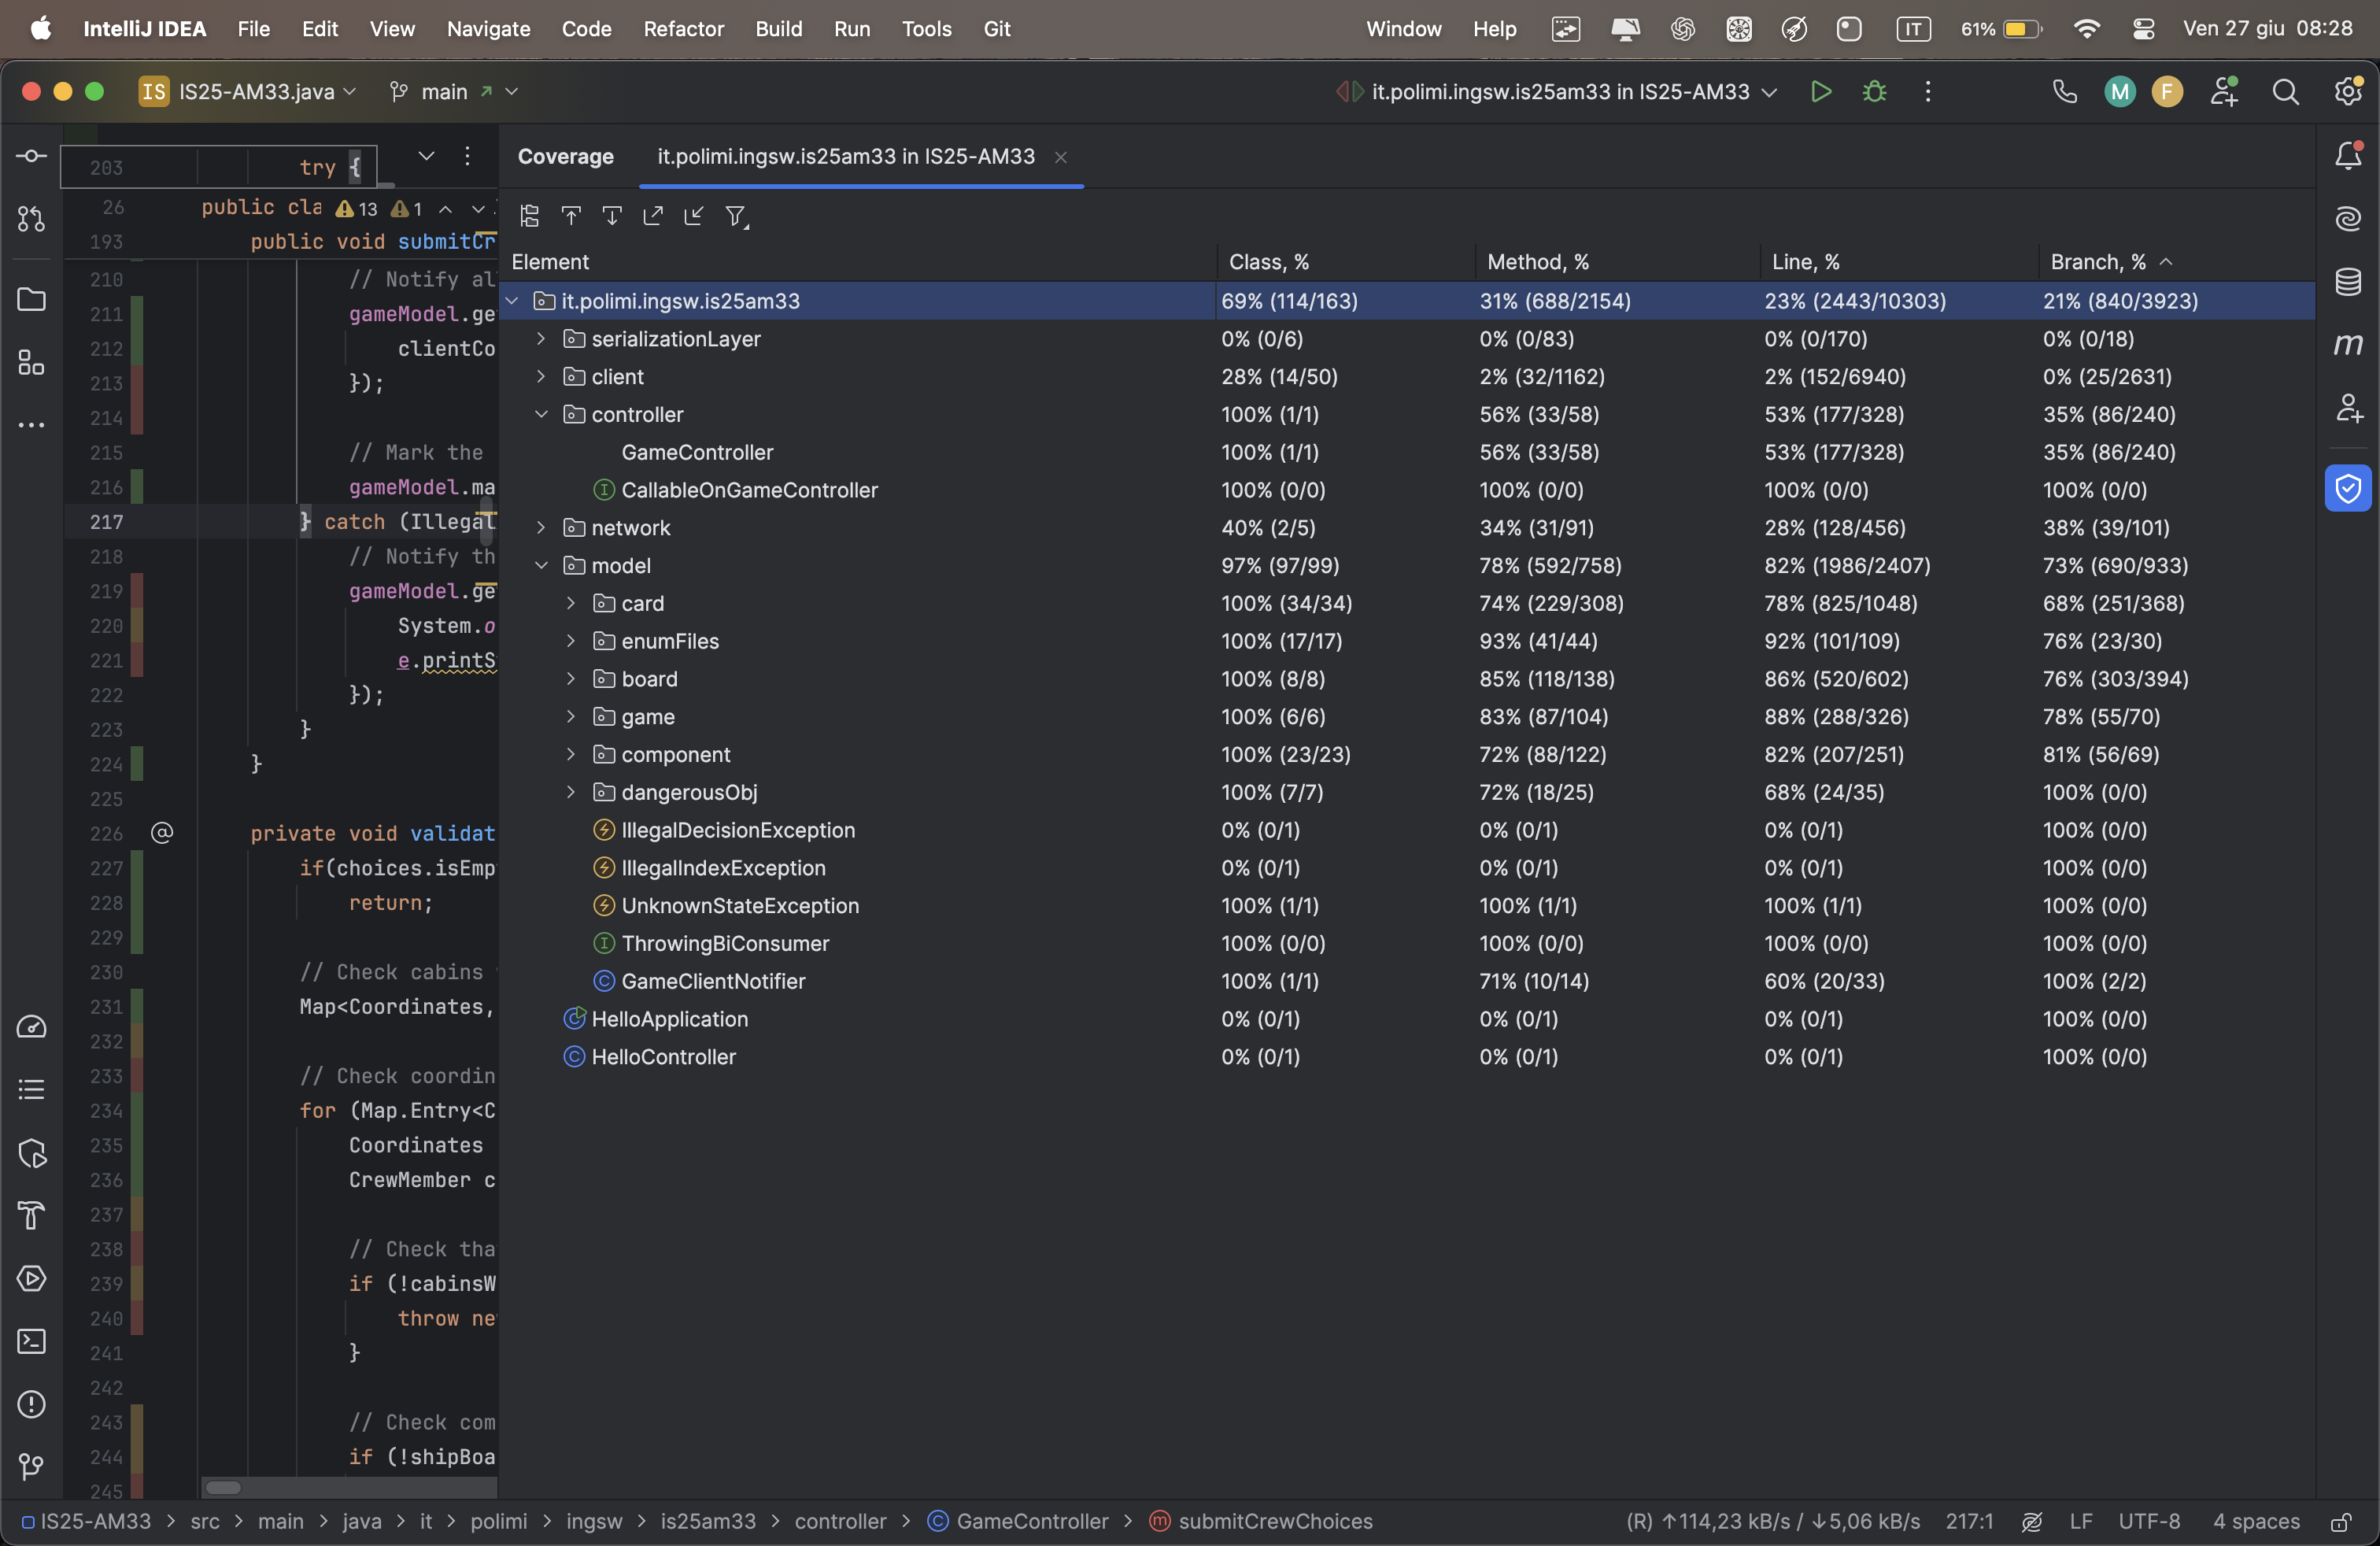 IntelliJ IDEA File Edit View Navigate Code Refactor Build Run Tools Git Window Help IT 61% Ven 27 giu 08:28
IS IS25-AM33.java main it.polimi.ingsw.is25am33 in IS25-AM33 M F
203 try {
26 public cla 13 1
193 public void submitCr
210 // Notify al
211 gameModel.ge
212 clientCo
213 });
214
215 // Mark the
216 gameModel.ma
217 } catch (Illegal
218 // Notify th
219 gameModel.ge
220 System.o
221 e.printS
222 });
223 }
224 }
225
226 @ private void validat
227 if(choices.isEmp
228 return;
229
230 // Check cabins
231 Map<Coordinates,
232
233 // Check coordin
234 for (Map.Entry<C
235 Coordinates
236 CrewMember c
237
238 // Check tha
239 if (!cabinsW
240 throw ne
241 }
242
243 // Check com
244 if (!shipBoa
245
Coverage it.polimi.ingsw.is25am33 in IS25-AM33
Element Class, % Method, % Line, % Branch, %
it.polimi.ingsw.is25am33 69% (114/163) 31% (688/2154) 23% (2443/10303) 21% (840/3923)
serializationLayer 0% (0/6) 0% (0/83) 0% (0/170) 0% (0/18)
client 28% (14/50) 2% (32/1162) 2% (152/6940) 0% (25/2631)
controller 100% (1/1) 56% (33/58) 53% (177/328) 35% (86/240)
GameController 100% (1/1) 56% (33/58) 53% (177/328) 35% (86/240)
I CallableOnGameController 100% (0/0) 100% (0/0) 100% (0/0) 100% (0/0)
network 40% (2/5) 34% (31/91) 28% (128/456) 38% (39/101)
model 97% (97/99) 78% (592/758) 82% (1986/2407) 73% (690/933)
card 100% (34/34) 74% (229/308) 78% (825/1048) 68% (251/368)
enumFiles 100% (17/17) 93% (41/44) 92% (101/109) 76% (23/30)
board 100% (8/8) 85% (118/138) 86% (520/602) 76% (303/394)
game 100% (6/6) 83% (87/104) 88% (288/326) 78% (55/70)
component 100% (23/23) 72% (88/122) 82% (207/251) 81% (56/69)
dangerousObj 100% (7/7) 72% (18/25) 68% (24/35) 100% (0/0)
IllegalDecisionException 0% (0/1) 0% (0/1) 0% (0/1) 100% (0/0)
IllegalIndexException 0% (0/1) 0% (0/1) 0% (0/1) 100% (0/0)
UnknownStateException 100% (1/1) 100% (1/1) 100% (1/1) 100% (0/0)
I ThrowingBiConsumer 100% (0/0) 100% (0/0) 100% (0/0) 100% (0/0)
C GameClientNotifier 100% (1/1) 71% (10/14) 60% (20/33) 100% (2/2)
C HelloApplication 0% (0/1) 0% (0/1) 0% (0/1) 100% (0/0)
C HelloController 0% (0/1) 0% (0/1) 0% (0/1) 100% (0/0)
m
IS25-AM33 > src > main > java > it > polimi > ingsw > is25am33 > controller > C GameController > m submitCrewChoices (R) ↑114,23 kB/s / ↓5,06 kB/s 217:1 LF UTF-8 4 spaces